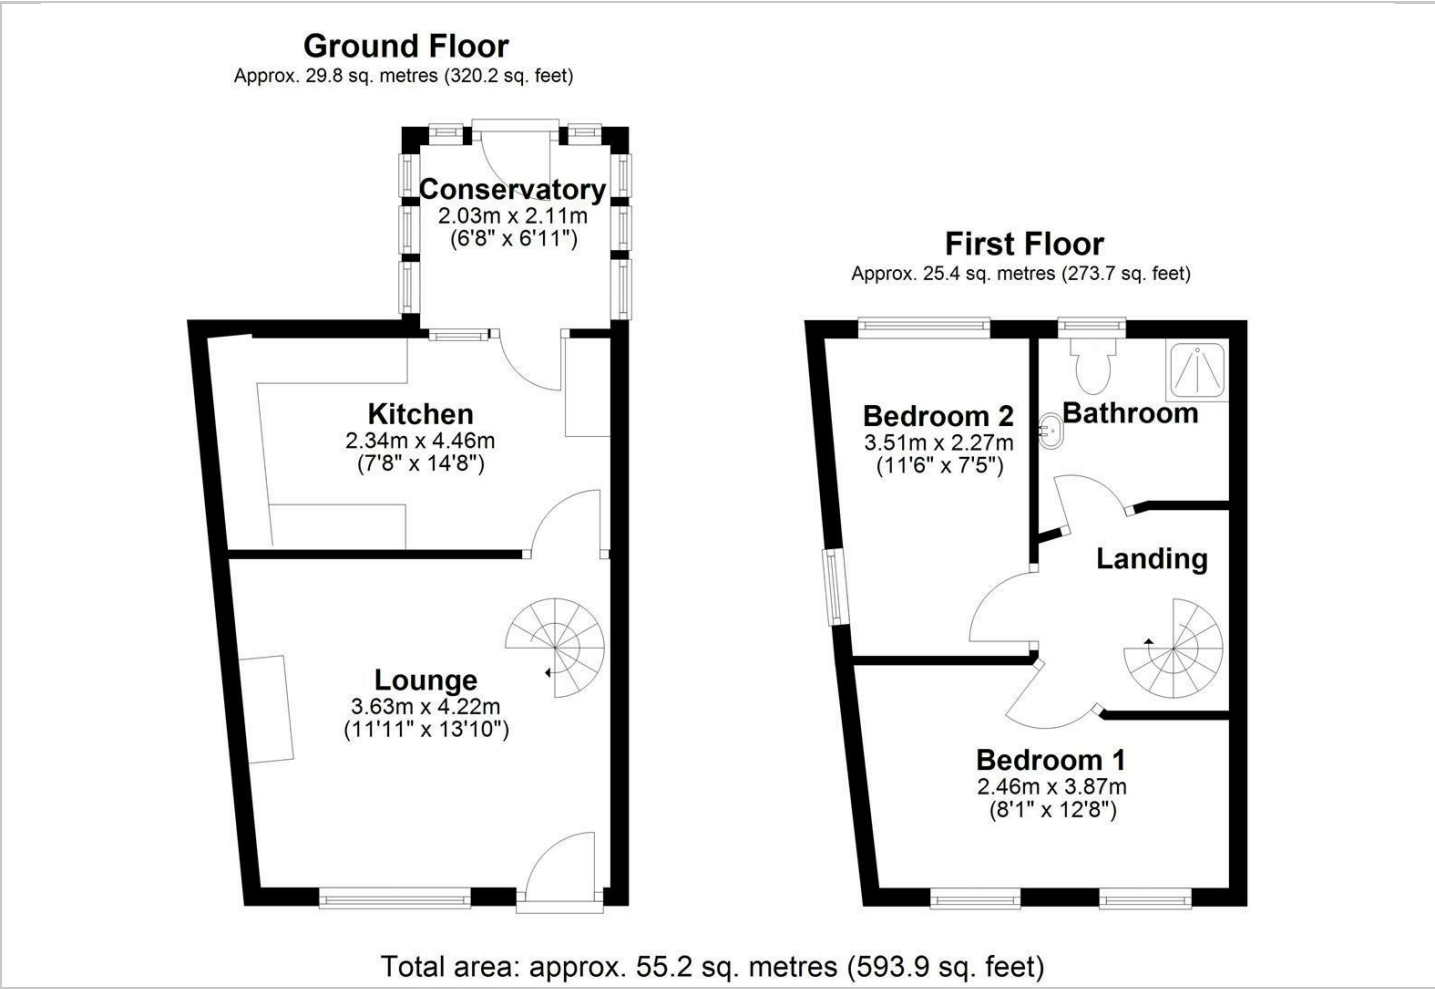 Ground Floor
Approx. 29.8 sq. metres (320.2 sq. feet)
Conservatory
2.03m x 2.11m
(6'8" x 6'11")
Kitchen
2.34m x 4.46m
(7'8" x 14'8")
Lounge
3.63m x 4.22m
(11'11" x 13'10")
First Floor
Approx. 25.4 sq. metres (273.7 sq. feet)
Bedroom 2
3.51m x 2.27m
(11'6" x 7'5")
Bathroom
Landing
Bedroom 1
2.46m x 3.87m
(8'1" x 12'8")
Total area: approx. 55.2 sq. metres (593.9 sq. feet)